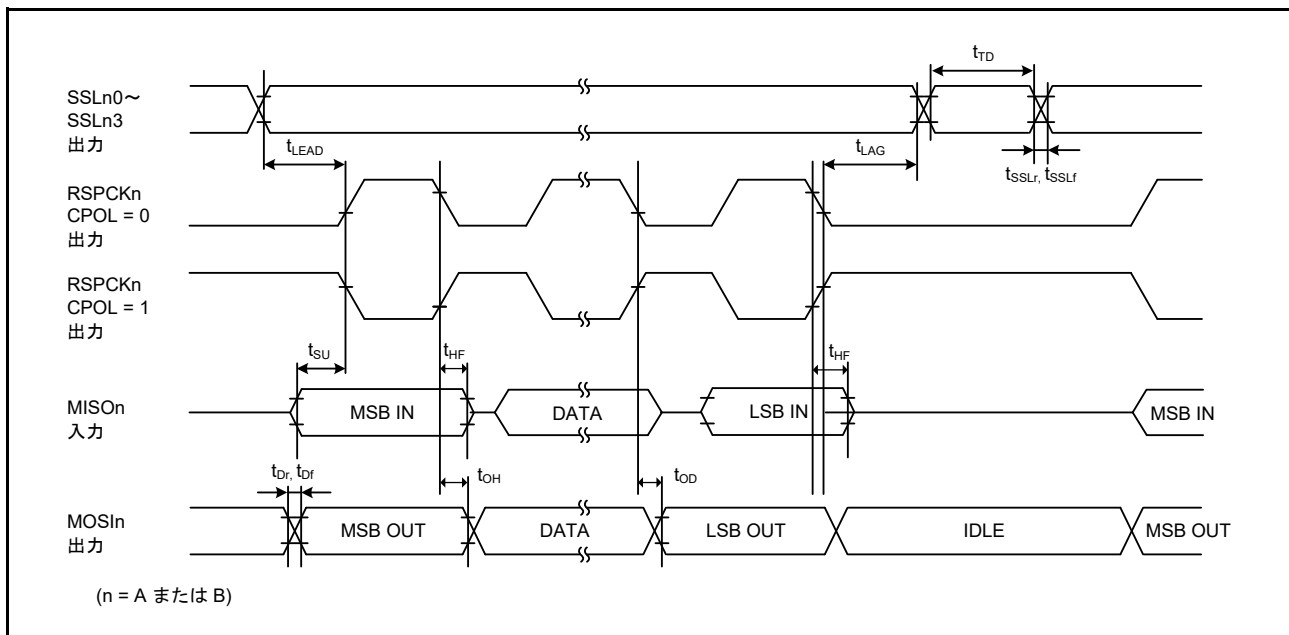 tTD
SSLn0～
SSLn3
出力
tLEAD
tLAG
tSSLr, tSSLf
RSPCKn
CPOL = 0
出力
RSPCKn
CPOL = 1
出力
tSU
tHF
tHF
MISOn
入力
MSB IN
DATA
LSB IN
MSB IN
tDr, tDf
tOH
tOD
MOSIn
出力
MSB OUT
DATA
LSB OUT
IDLE
MSB OUT
(n = A または B)